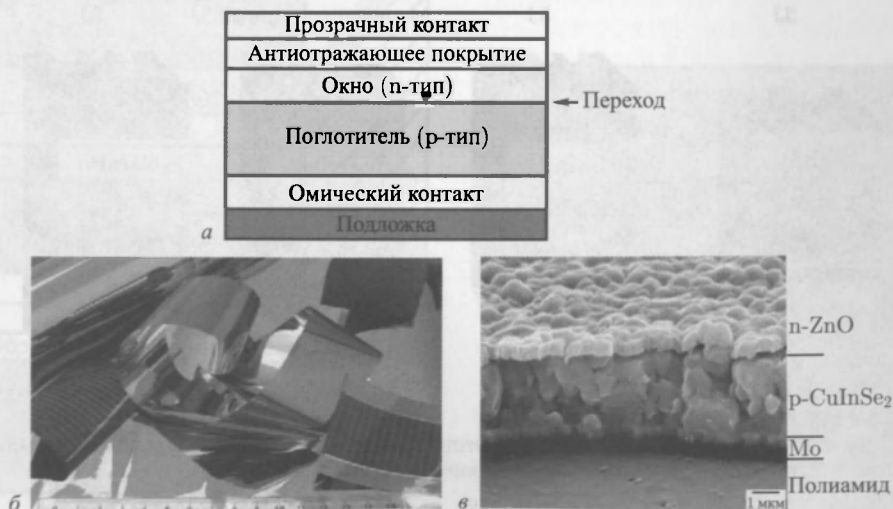 Прозрачный контакт
Антиотражающее покрытие
Окно (n-тип)
Переход
Поглотитель (p-тип)
Омический контакт
Подложка
а
n-ZnO
p-CuInSe₂
Mo
Полиамид
1 мкм
б
в